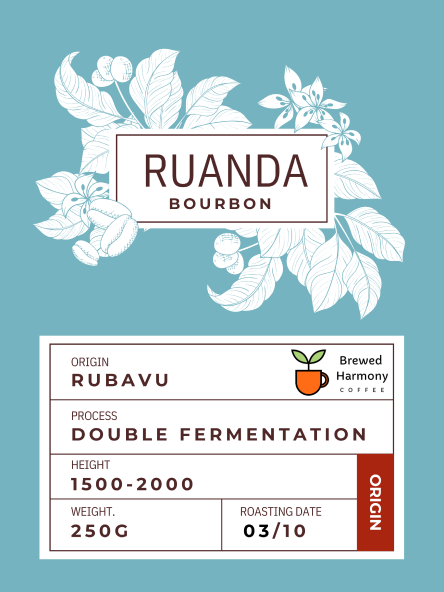 RUANDA
BOURBON
ORIGIN
RUBAVU
Brewed
Harmony
COFFEE
PROCESS
DOUBLE FERMENTATION
HEIGHT
1500-2000
ORIGIN
WEIGHT.
250G
ROASTING DATE
03/10